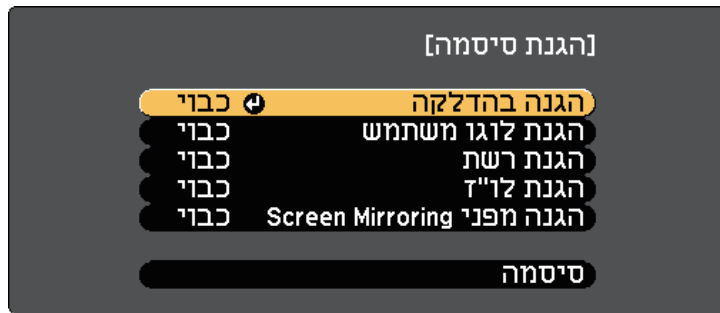 [הגנת סיסמה]
הגנה בהדלקה כבוי
הגנת לוגו משתמש כבוי
הגנת רשת כבוי
הגנת לו"ז כבוי
הגנה מפני Screen Mirroring כבוי
סיסמה